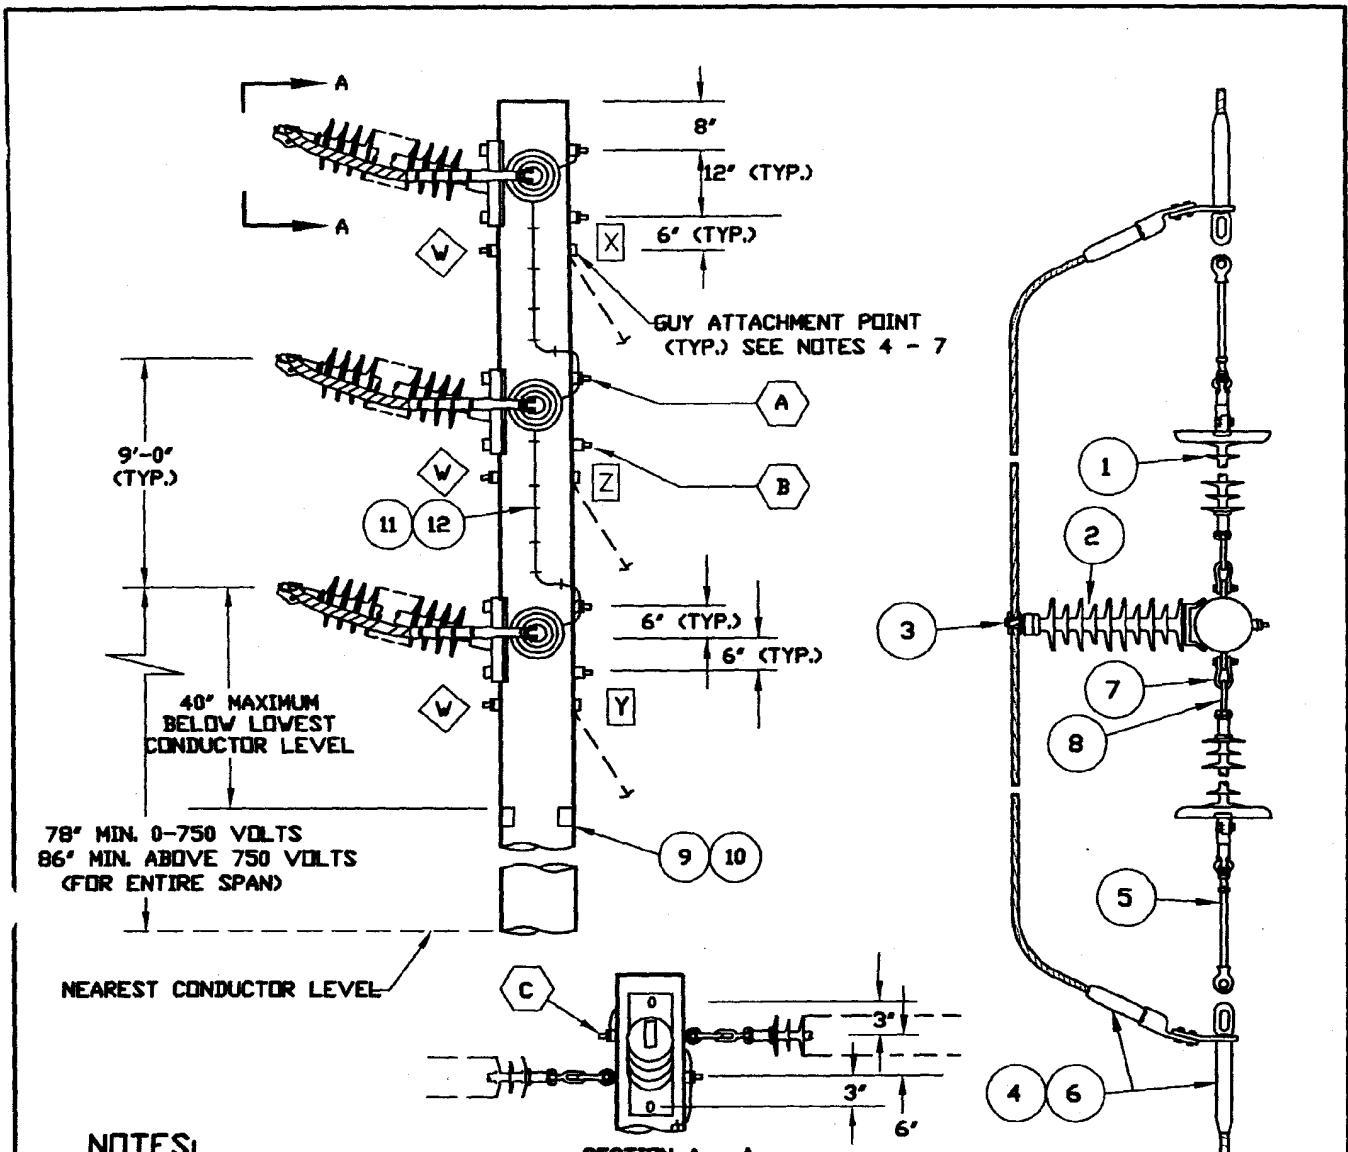 A
8"
12" (TYP.)
A
6" (TYP.)
W
X
GUY ATTACHMENT POINT
(TYP.) SEE NOTES 4 - 7
A
9'-0"
(TYP.)
W
Z
B
1
11
12
2
6" (TYP.)
3
6" (TYP.)
7
40" MAXIMUM
BELOW LOWEST
CONDUCTOR LEVEL
W
Y
8
78" MIN. 0-750 VOLTS
86" MIN. ABOVE 750 VOLTS
(FOR ENTIRE SPAN)
9
10
5
NEAREST CONDUCTOR LEVEL
C
3"
3"
6"
4
6
NOTES: